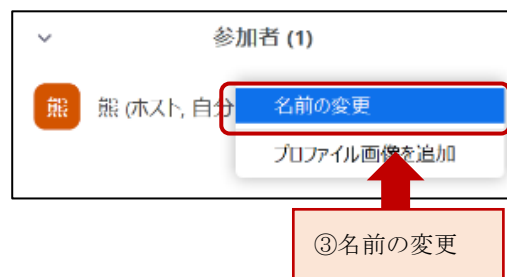 参加者 (1)
熊 熊 (ホスト, 自分
名前の変更
プロファイル画像を追加
③名前の変更